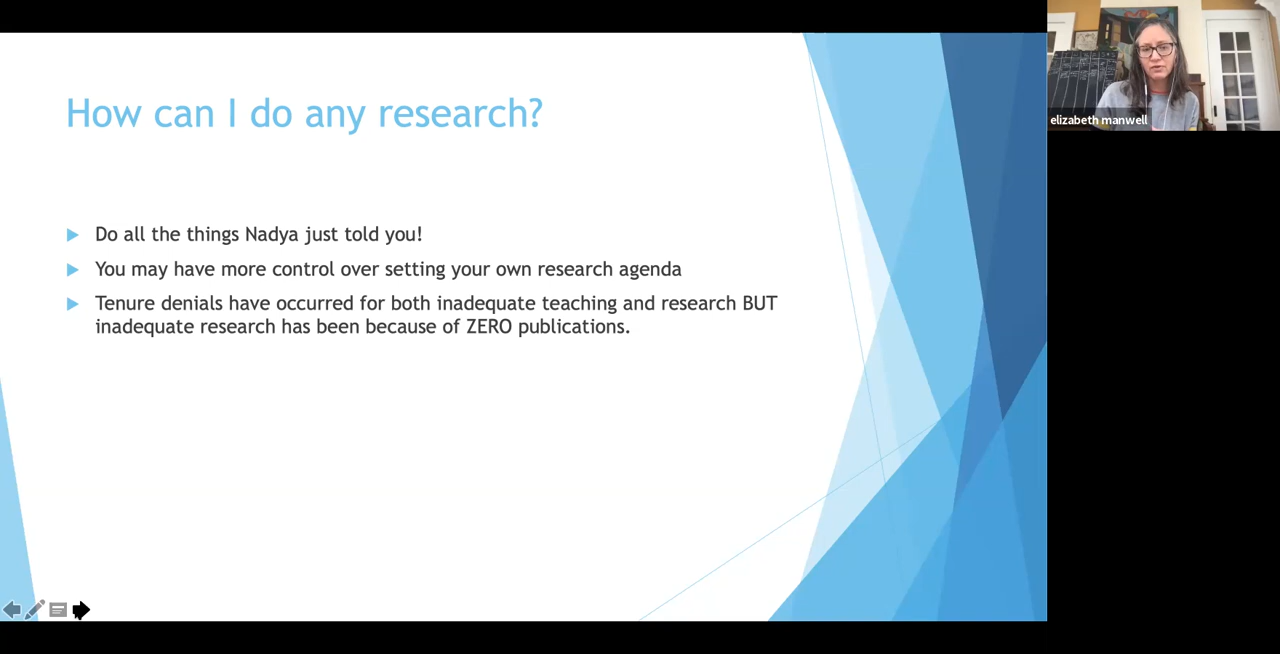 How can I do any research?
Do all the things Nadya just told you!
You may have more control over setting your own research agenda
Tenure denials have occurred for both inadequate teaching and research BUT
inadequate research has been because of ZERO publications.
elizabeth manwell